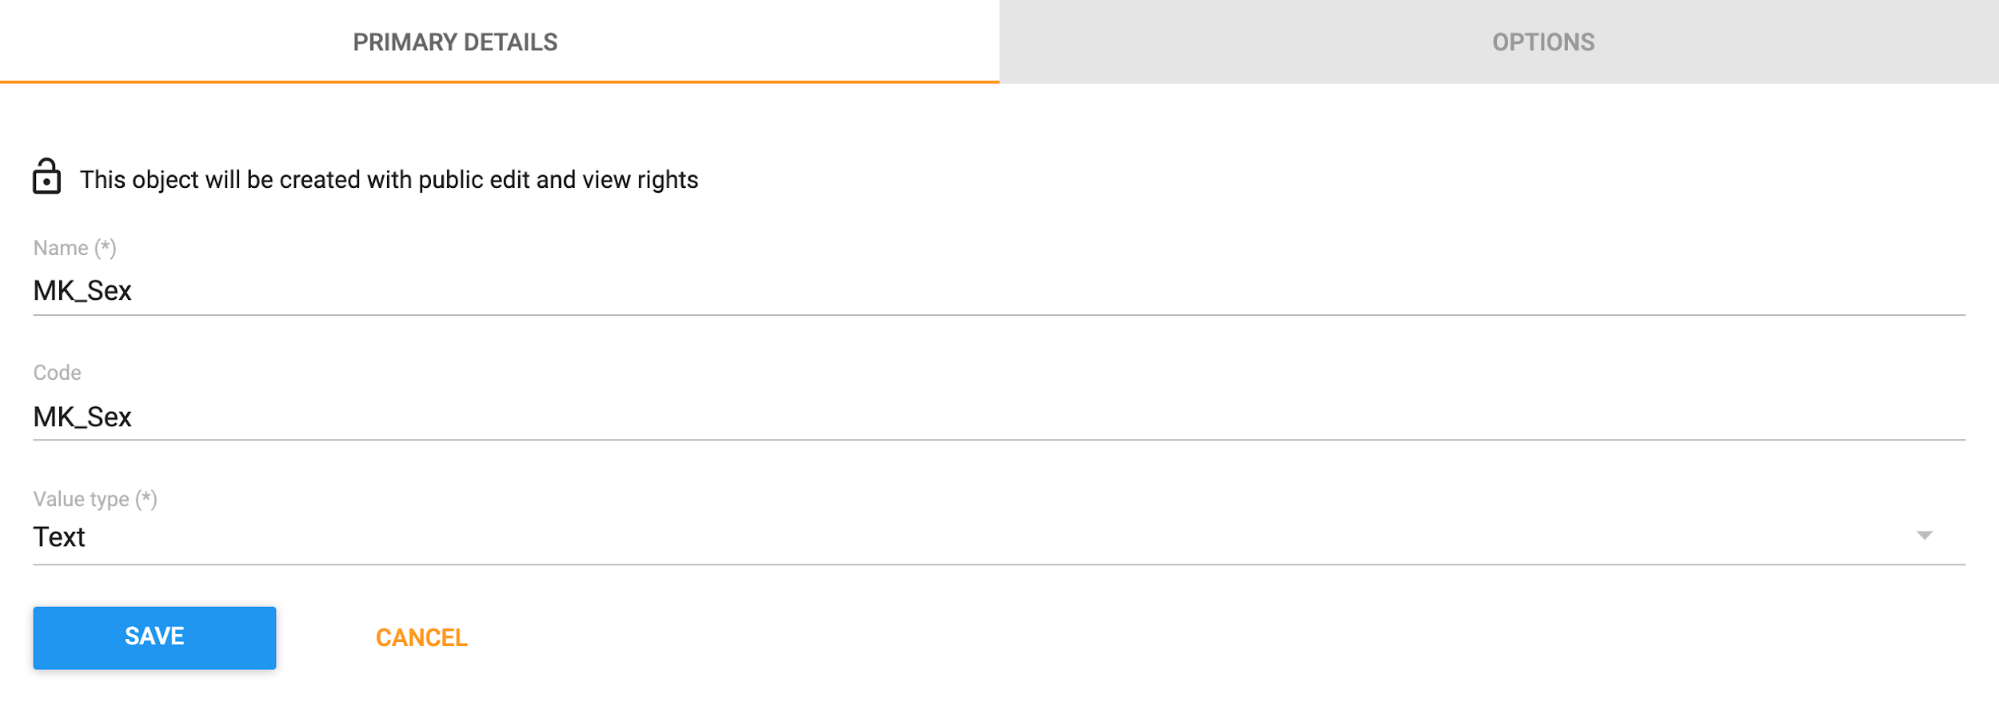 PRIMARY DETAILS
OPTIONS
This object will be created with public edit and view rights
Name (*)
MK_Sex
Code
MK_Sex
Value type (*)
Text
SAVE
CANCEL